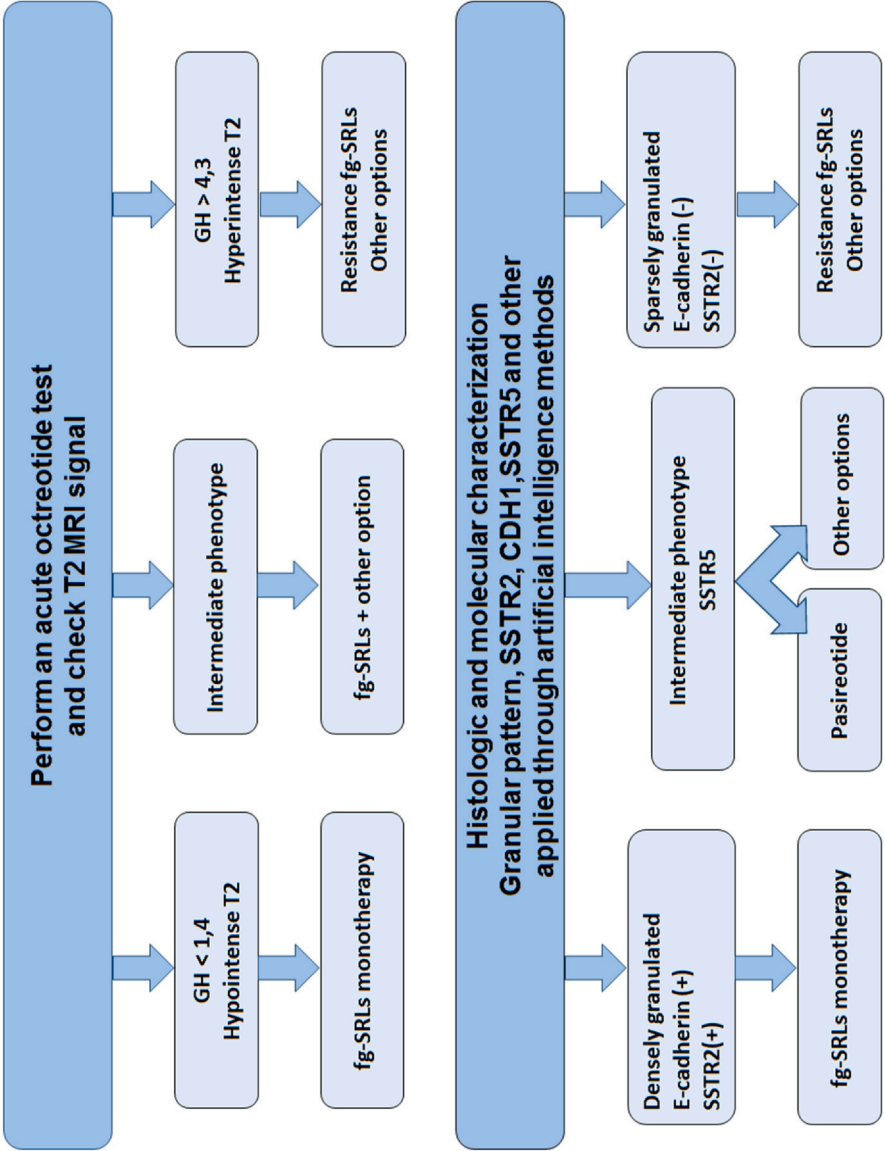 Perform an acute octreotide test
and check T2 MRI signal
GH < 1,4
Hypointense T2
Intermediate phenotype
GH > 4,3
Hyperintense T2
fg-SRLs monotherapy
fg-SRLs + other option
Resistance fg-SRLs
Other options
Histologic and molecular characterization
Granular pattern, SSTR2, CDH1,SSTR5 and other
applied through artificial intelligence methods
Densely granulated
E-cadherin (+)
SSTR2(+)
Intermediate phenotype
SSTR5
Sparsely granulated
E-cadherin (-)
SSTR2(-)
fg-SRLs monotherapy
Pasireotide
Other options
Resistance fg-SRLs
Other options